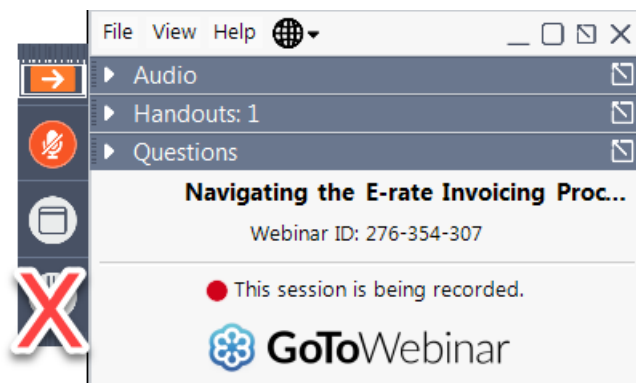 File View Help
Audio
Handouts: 1
Questions
Navigating the E-rate Invoicing Proc...
Webinar ID: 276-354-307
This session is being recorded.
GoToWebinar